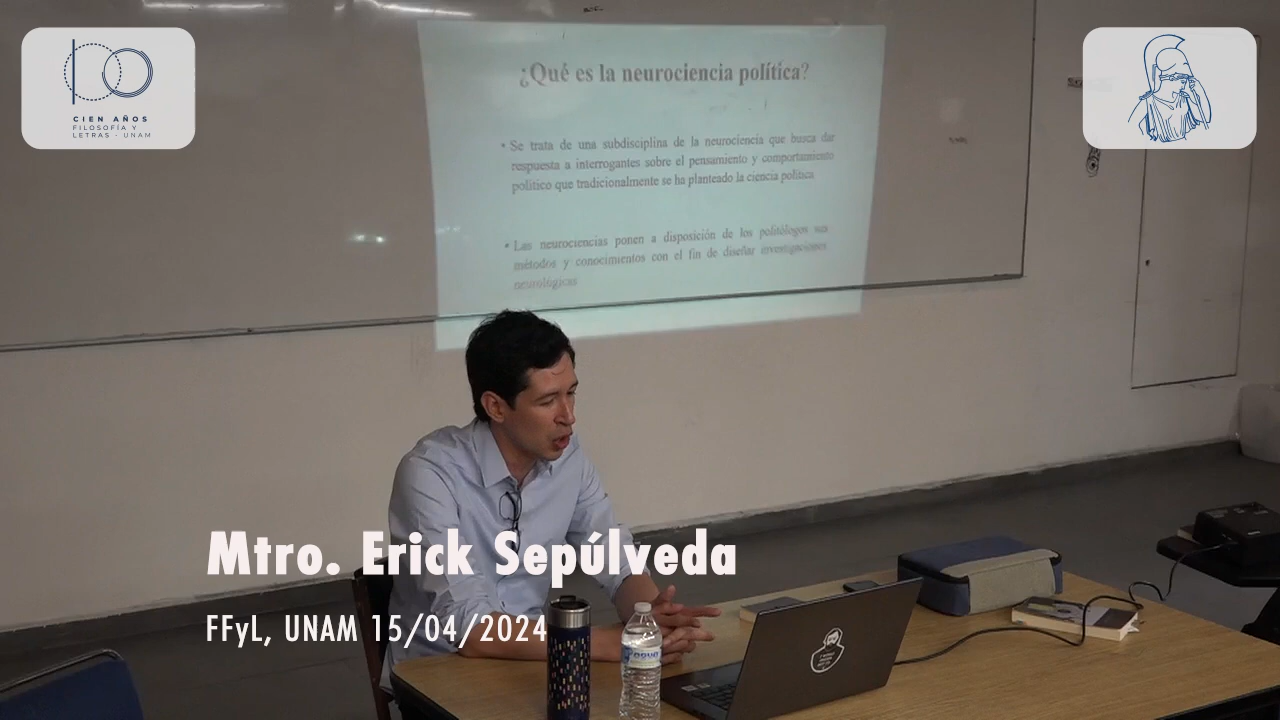 CIEN AÑOS
FILOSOFÍA Y
LETRAS - UNAM
¿Qué es la neurociencia política?
• Se trata de una subdisciplina de la neurociencia que busca dar
respuesta a interrogantes sobre el pensamiento y comportamiento
político que tradicionalmente se ha planteado la ciencia política
• Las neurociencias ponen a disposición de los politólogos sus
métodos y conocimientos con el fin de diseñar investigaciones
neurológicas
Mtro. Erick Sepúlveda
FFyL, UNAM 15/04/2024